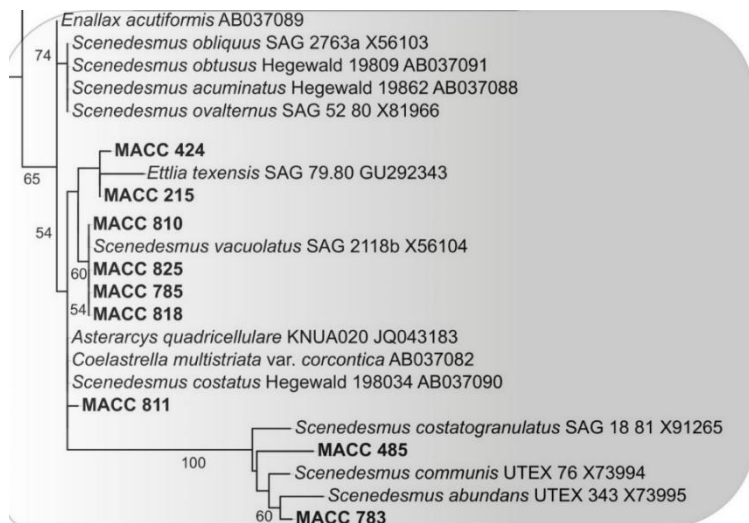 Enallax acutiformis AB037089
74
Scenedesmus obliquus SAG 2763a X56103
Scenedesmus obtusus Hegewald 19809 AB037091
Scenedesmus acuminatus Hegewald 19862 AB037088
Scenedesmus ovalternus SAG 52 80 X81966
MACC 424
65
Ettlia texensis SAG 79.80 GU292343
MACC 215
54
MACC 810
Scenedesmus vacuolatus SAG 2118b X56104
60
MACC 825
MACC 785
54
MACC 818
Asterarcys quadricellulare KNUA020 JQ043183
Coelastrella multistriata var. corcontica AB037082
Scenedesmus costatus Hegewald 198034 AB037090
MACC 811
Scenedesmus costatogranulatus SAG 18 81 X91265
100
MACC 485
Scenedesmus communis UTEX 76 X73994
Scenedesmus abundans UTEX 343 X73995
60
MACC 783